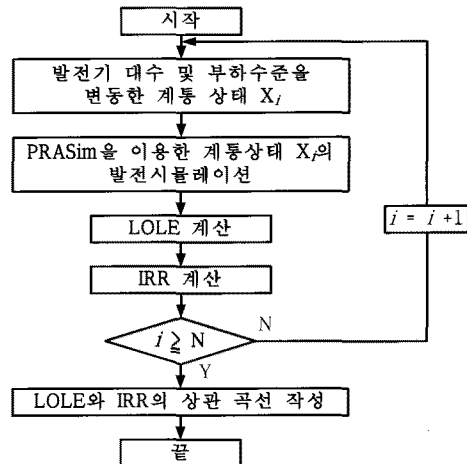 시작
발전기 대수 및 부하수준을
변동한 계통 상태 Xi
PRASim을 이용한 계통상태 Xi의
발전시뮬레이션
LOLE 계산
i = i +1
IRR 계산
i ≧ N
N
Y
LOLE와 IRR의 상관 곡선 작성
끝